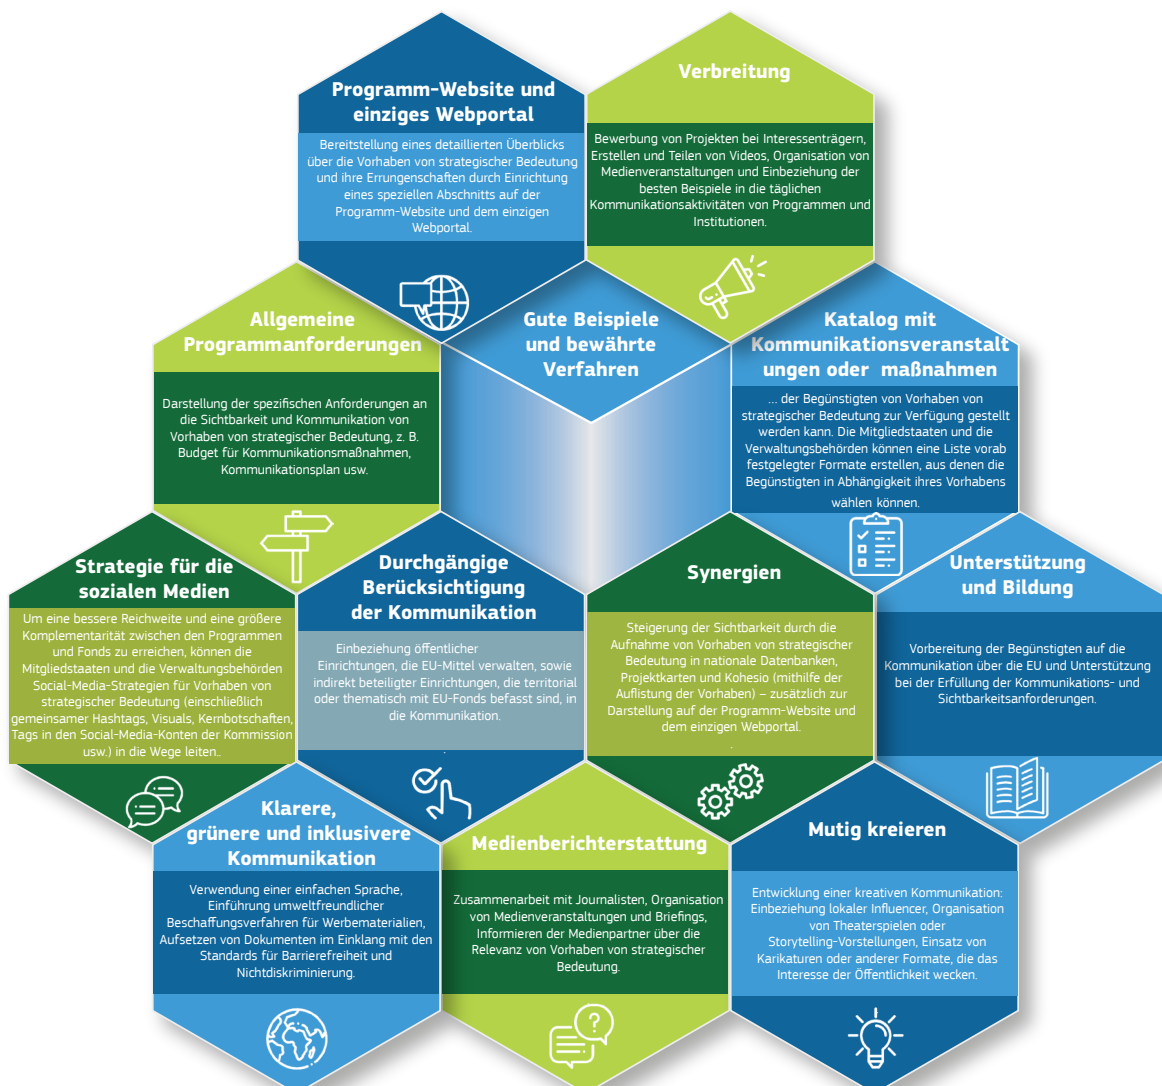 Programm-Website und
einziges Webportal
Bereitstellung eines detaillierten Überblicks
über die Vorhaben von strategischer Bedeutung
und ihre Errungenschaften durch Einrichtung
eines speziellen Abschnitts auf der
Programm-Website und dem einzigen
Webportal.
Verbreitung
Bewerbung von Projekten bei Interessenträgern,
Erstellen und Teilen von Videos, Organisation von
Medienveranstaltungen und Einbeziehung der
besten Beispiele in die täglichen
Kommunikationsaktivitäten von Programmen und
Institutionen.
Allgemeine
Programmanforderungen
Darstellung der spezifischen Anforderungen an
die Sichtbarkeit und Kommunikation von
Vorhaben von strategischer Bedeutung, z. B.
Budget für Kommunikationsmaßnahmen,
Kommunikationsplan usw.
Gute Beispiele
und bewährte
Verfahren
Katalog mit
Kommunikationsveranstalt
ungen oder maßnahmen
... der Begünstigten von Vorhaben von
strategischer Bedeutung zur Verfügung gestellt
werden kann. Die Mitgliedstaaten und die
Verwaltungsbehörden können eine Liste vorab
festgelegter Formate erstellen, aus denen die
Begünstigten in Abhängigkeit ihres Vorhabens
wählen können.
Strategie für die
sozialen Medien
Um eine bessere Reichweite und eine größere
Komplementarität zwischen den Programmen
und Fonds zu erreichen, können die
Mitgliedstaaten und die Verwaltungsbehörden
Social-Media-Strategien für Vorhaben von
strategischer Bedeutung (einschließlich
gemeinsamer Hashtags, Visuals, Kernbotschaften,
Tags in den Social-Media-Konten der Kommission
usw.) in die Wege leiten..
Durchgängige
Berücksichtigung
der Kommunikation
Einbeziehung öffentlicher
Einrichtungen, die EU-Mittel verwalten, sowie
indirekt beteiligter Einrichtungen, die territorial
oder thematisch mit EU-Fonds befasst sind, in
die Kommunikation.
.
Synergien
Steigerung der Sichtbarkeit durch die
Aufnahme von Vorhaben von strategischer
Bedeutung in nationale Datenbanken,
Projektkarten und Kohesio (mithilfe der
Auflistung der Vorhaben) – zusätzlich zur
Darstellung auf der Programm-Website und
dem einzigen Webportal.
.
Unterstützung
und Bildung
Vorbereitung der Begünstigten auf die
Kommunikation über die EU und Unterstützung
bei der Erfüllung der Kommunikations- und
Sichtbarkeitsanforderungen.
Klarere,
grünere und inklusivere
Kommunikation
Verwendung einer einfachen Sprache,
Einführung umweltfreundlicher
Beschaffungsverfahren für Werbematerialien,
Aufsetzen von Dokumenten im Einklang mit den
Standards für Barrierefreiheit und
Nichtdiskriminierung.
Medienberichterstattung
Zusammenarbeit mit Journalisten, Organisation
von Medienveranstaltungen und Briefings,
Informieren der Medienpartner über die
Relevanz von Vorhaben von strategischer
Bedeutung.
?
Mutig kreieren
Entwicklung einer kreativen Kommunikation:
Einbeziehung lokaler Influencer, Organisation
von Theaterspielen oder
Storytelling-Vorstellungen, Einsatz von
Karikaturen oder anderer Formate, die das
Interesse der Öffentlichkeit wecken.